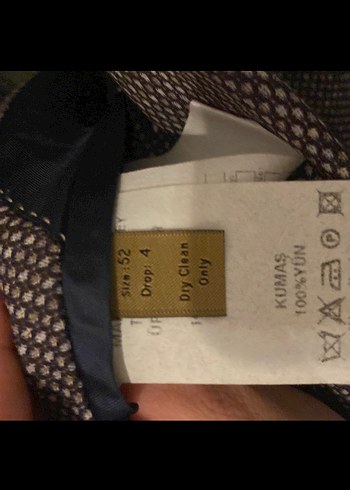 Size : 52
Drop: 4
Dry Clean
Only
KUMAŞ
100%YÜN